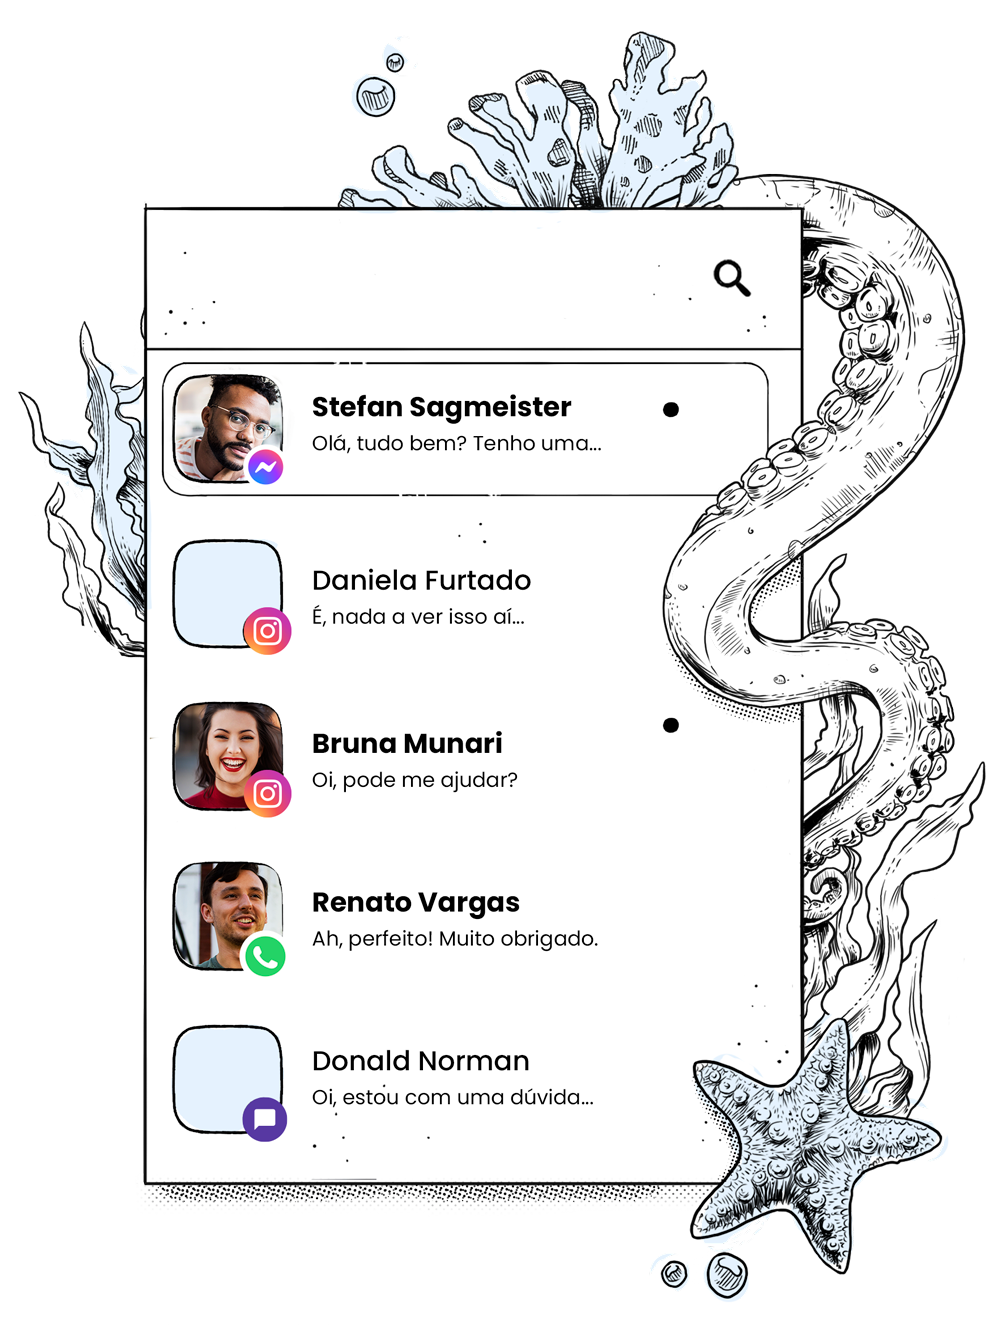 Stefan Sagmeister
Olá, tudo bem? Tenho uma...
Daniela Furtado
É, nada a ver isso aí...
Bruna Munari
Oi, pode me ajudar?
Renato Vargas
Ah, perfeito! Muito obrigado.
Donald Norman
Oi, estou com uma dúvida...